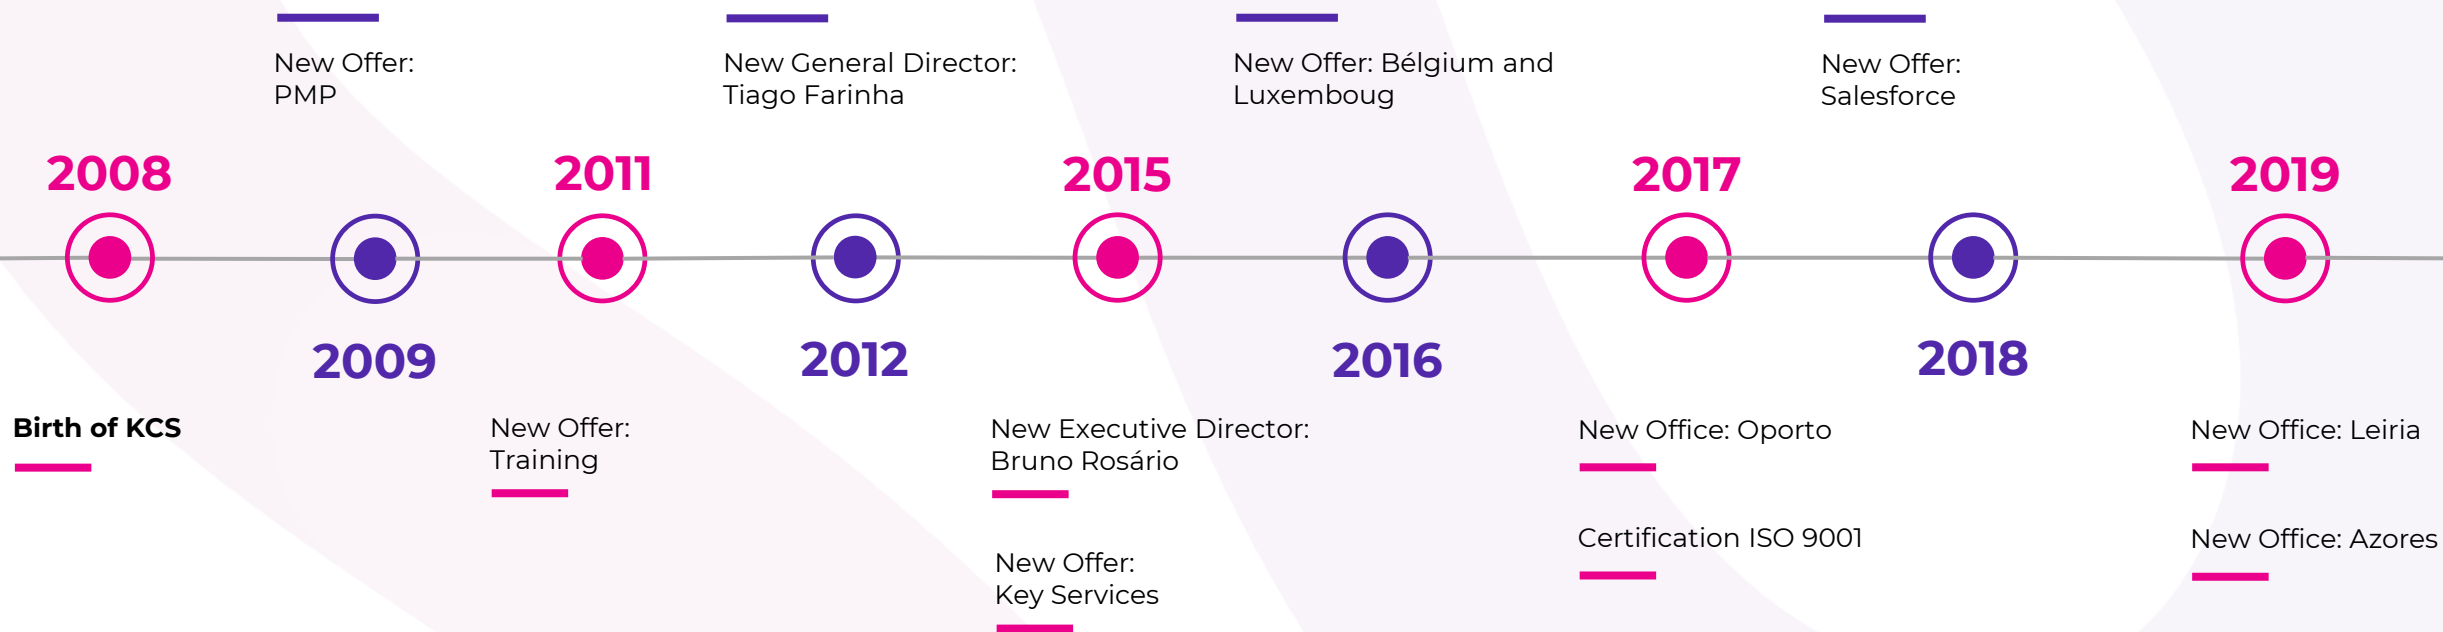 New Offer:
PMP
New General Director:
Tiago Farinha
New Offer: Bélgium and
Luxemboug
New Offer:
Salesforce
2008
2011
2015
2017
2019
2009
2012
2016
2018
Birth of KCS
New Offer:
Training
New Executive Director:
Bruno Rosário
New Offer:
Key Services
New Office: Oporto
Certification ISO 9001
New Office: Leiria
New Office: Azores